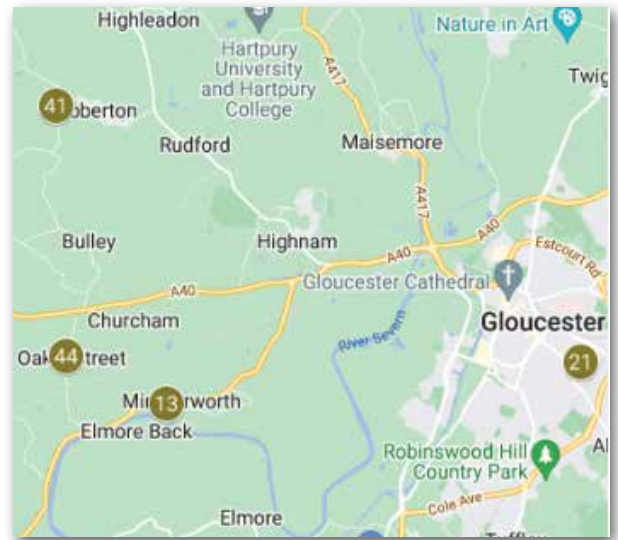 Highleadon
Nature in Art
Hartpury
University
and Hartpury
College
A417
Twig
41
bberton
Rudford
Maisemore
A417
Bulley
Highnam
A40
A40
Estcourt Rd
A40
Gloucester Cathedral
Churcham
River Severn
Gloucester
Oak 44 treet
21
Mi 13 rworth
Elmore Back
Robinswood Hill
Country Park
Al
Cole Ave
Elmore
Tuffley